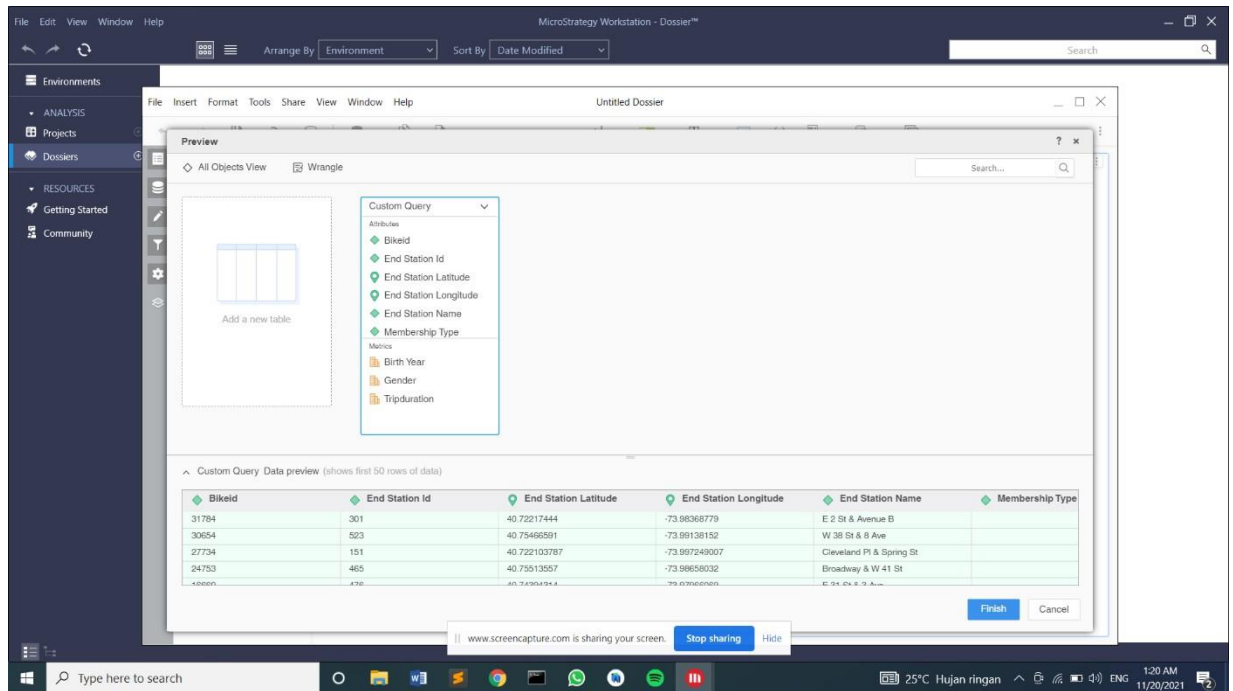 File Edit View Window Help
MicroStrategy Workstation - Dossier™
Arrange By Environment Sort By Date Modified
Search
Environments
ANALYSIS
Projects
Dossiers
RESOURCES
Getting Started
Community
File Insert Format Tools Share View Window Help
Untitled Dossier
Preview
?
All Objects View Wrangle
Search...
Add a new table
Custom Query
Attributes
Bikeid
End Station Id
End Station Latitude
End Station Longitude
End Station Name
Membership Type
Metrics
Birth Year
Gender
Tripduration
Custom Query Data preview (shows first 50 rows of data)
Bikeid End Station Id End Station Latitude End Station Longitude End Station Name Membership Type
31784 301 40.72217444 -73.98368779 E 2 St & Avenue B
30654 523 40.75466591 -73.99138152 W 38 St & 8 Ave
27734 151 40.722103787 -73.997249007 Cleveland Pl & Spring St
24753 465 40.75513557 -73.98658032 Broadway & W 41 St
Finish Cancel
www.screencapture.com is sharing your screen. Stop sharing Hide
Type here to search
25°C Hujan ringan ENG 1:20 AM
11/20/2021
2